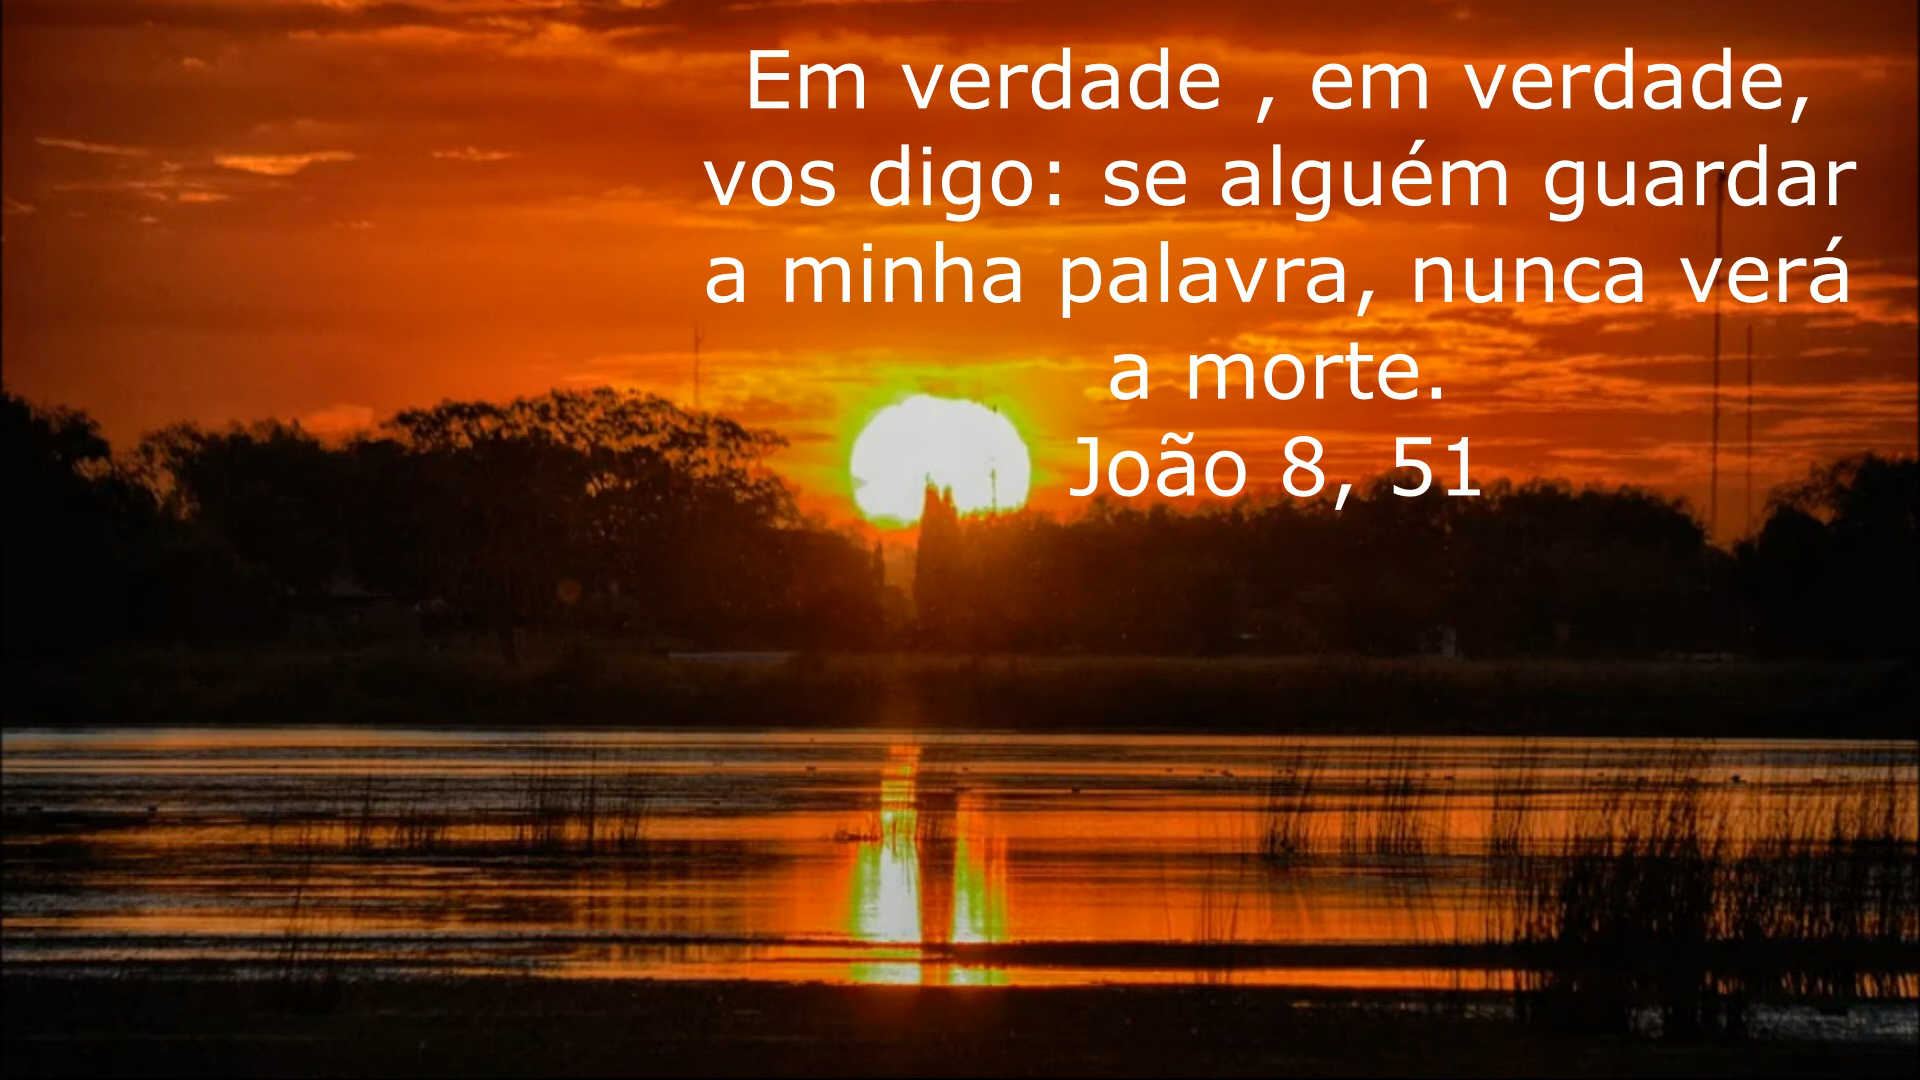 Em verdade , em verdade,
vos digo: se alguém guardar
a minha palavra, nunca verá
a morte.
João 8, 51